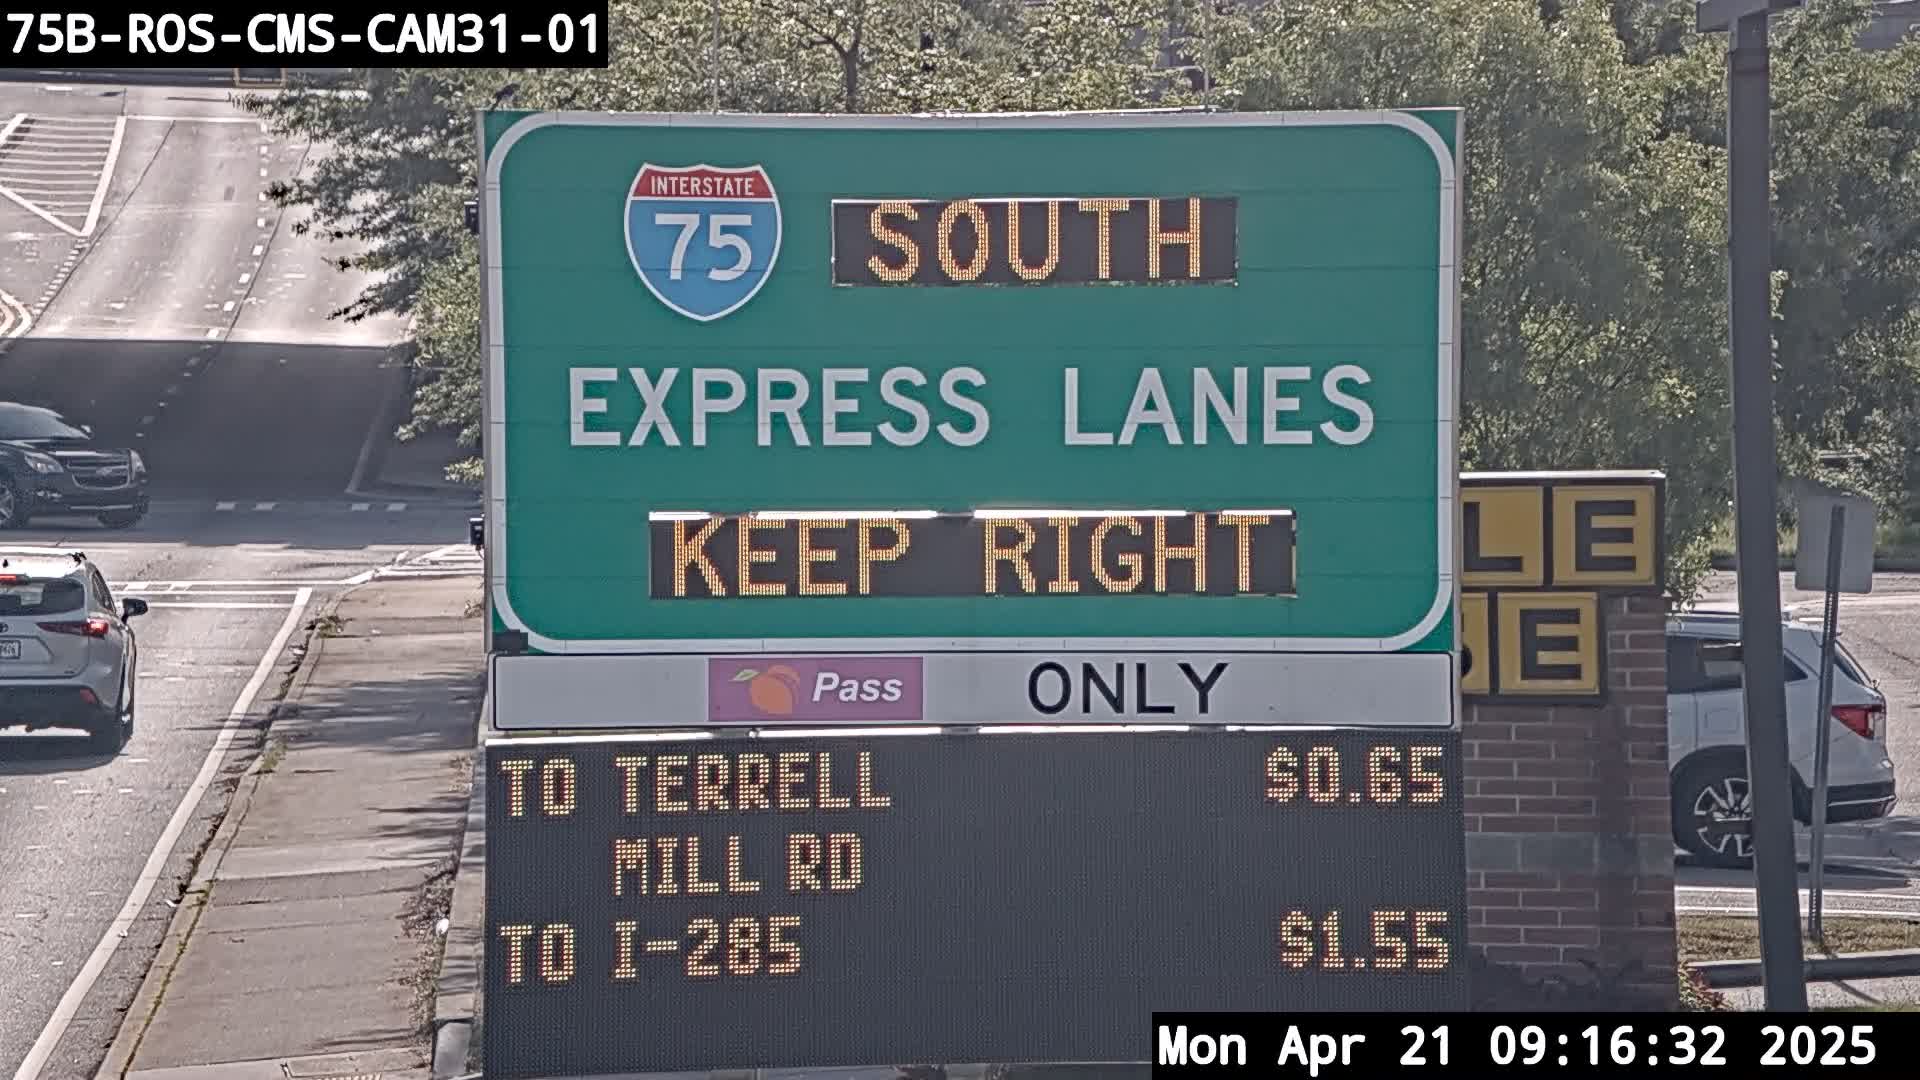 75B-ROS-CMS-CAM31-01
INTERSTATE
75
SOUTH
EXPRESS LANES
KEEP RIGHT
LE
E
Pass ONLY
TO TERRELL $0.65
MILL RD
TO I-285 $1.55
Mon Apr 21 09:16:32 2025